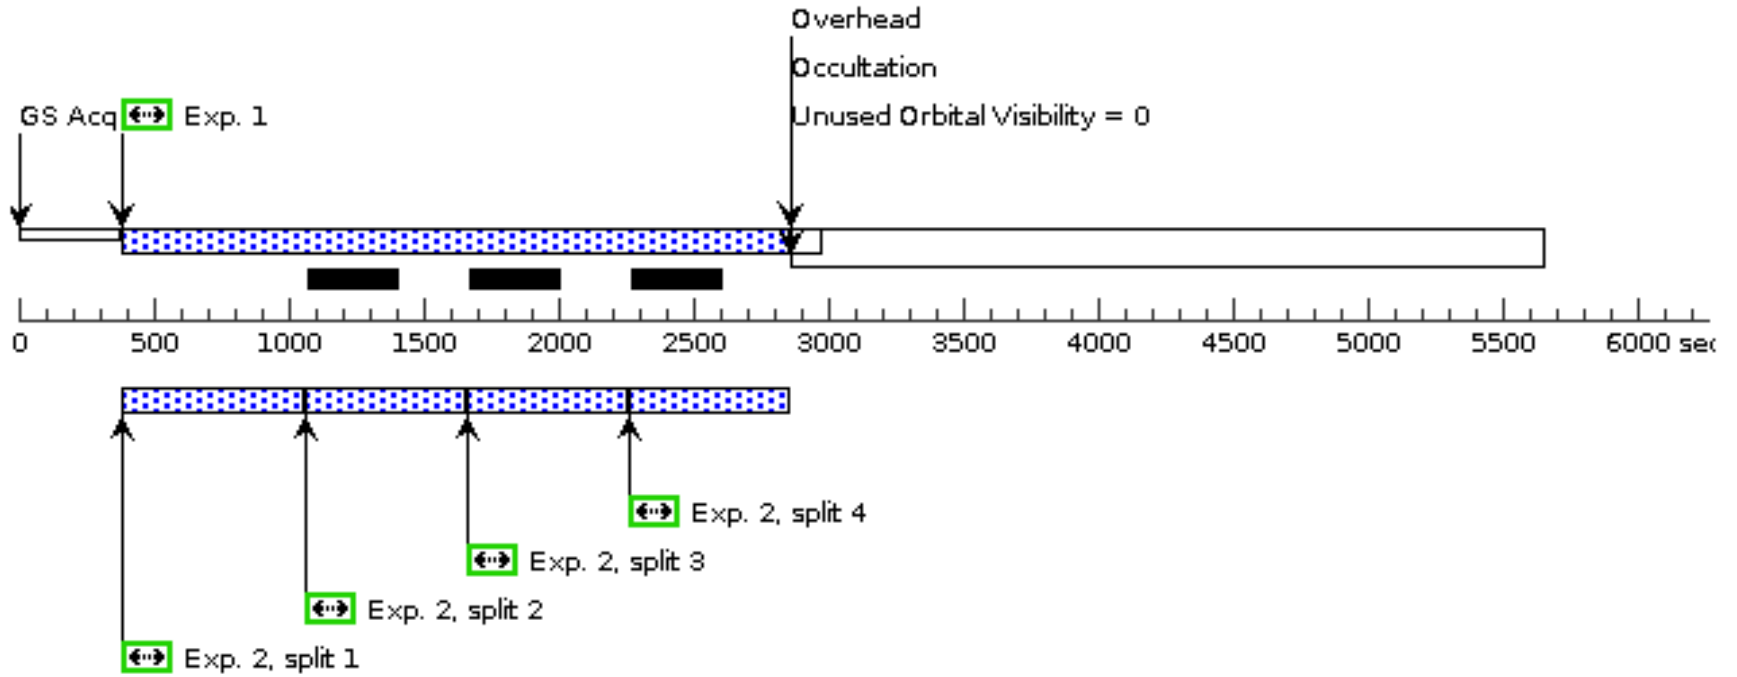 Overhead
Occultation
GS Acq Exp. 1 Unused Orbital Visibility = 0
0 500 1000 1500 2000 2500 3000 3500 4000 4500 5000 5500 6000 sec
Exp. 2, split 4
Exp. 2, split 3
Exp. 2, split 2
Exp. 2, split 1